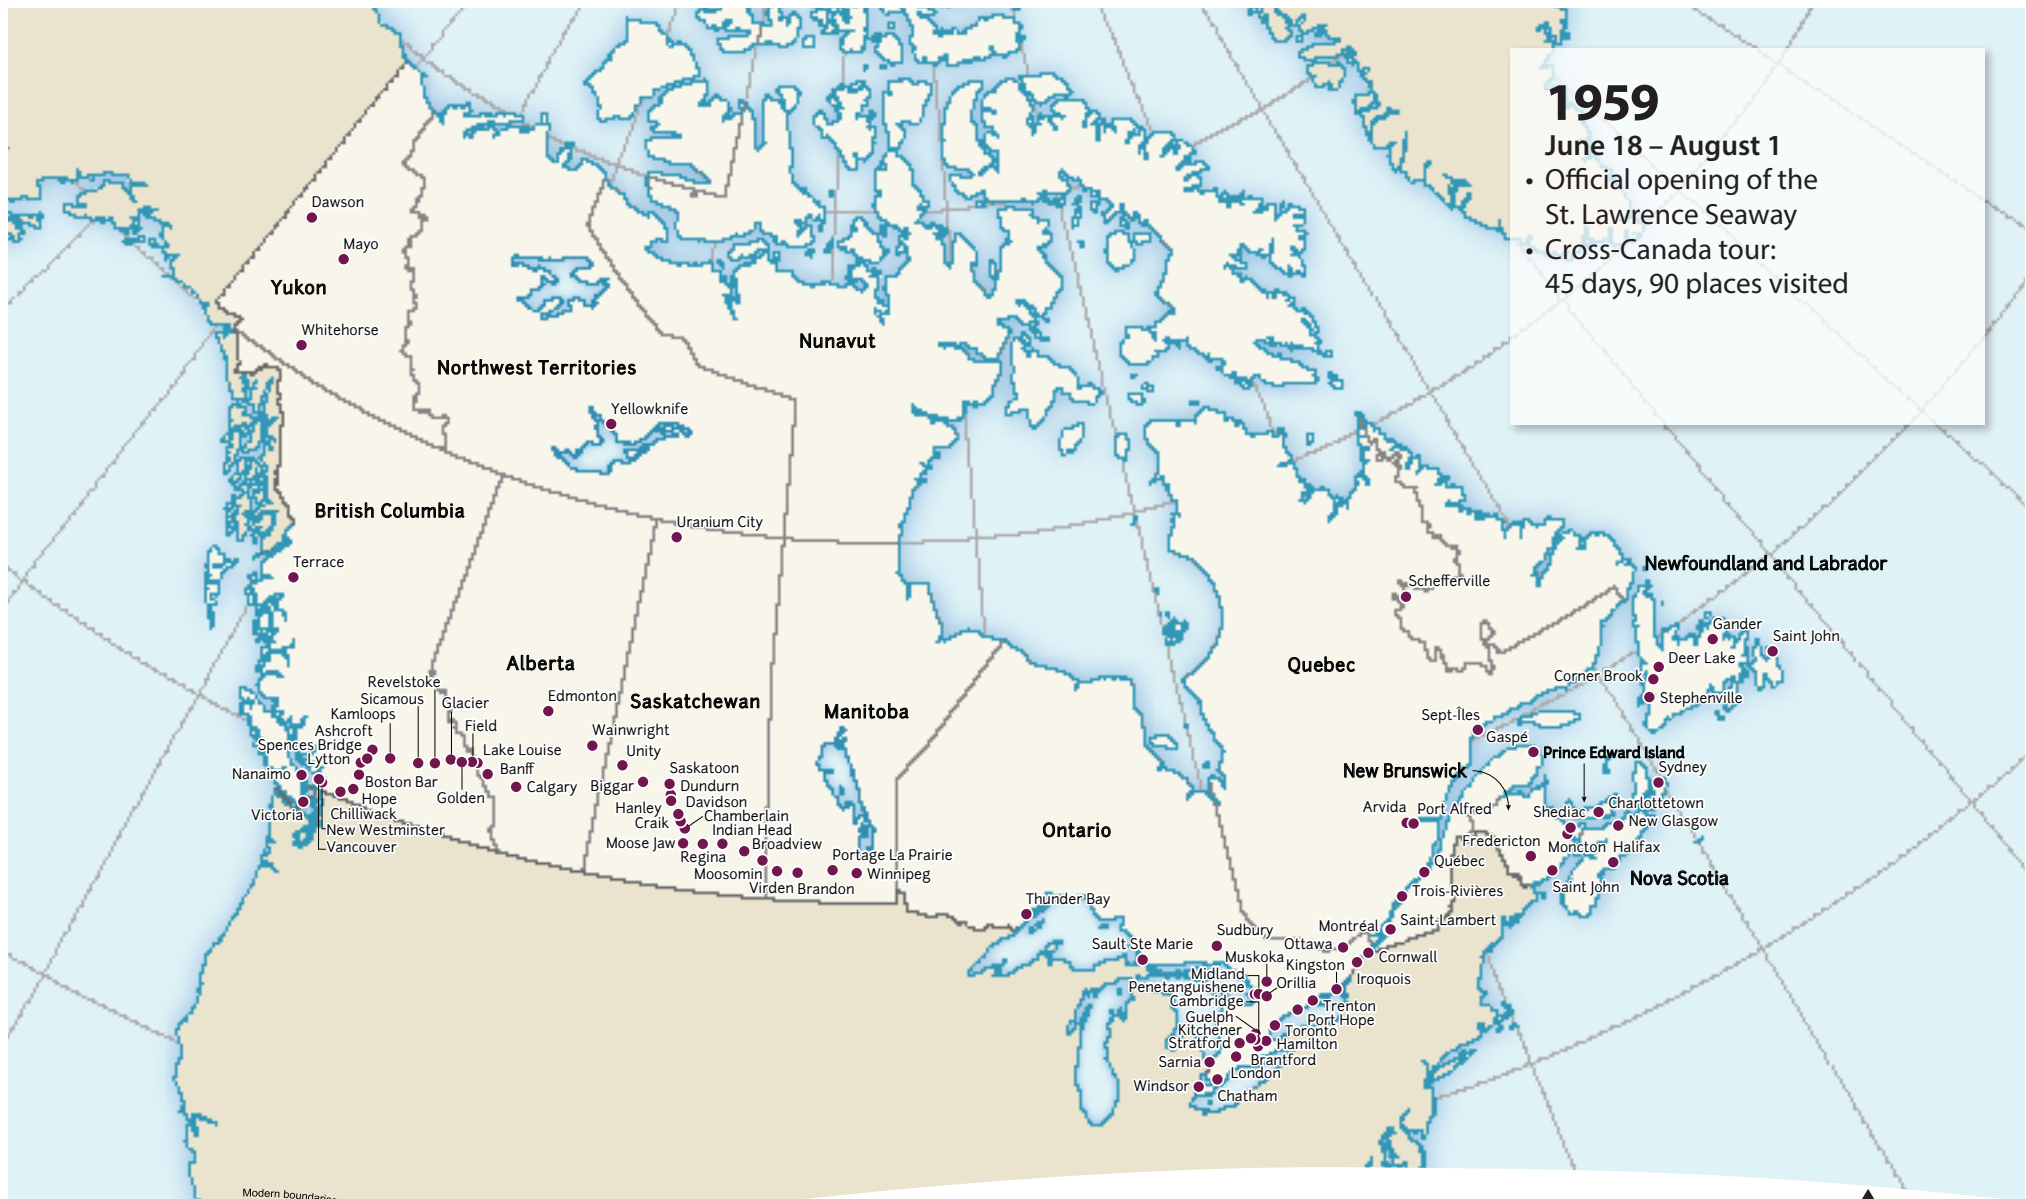 1959
June 18 – August 1
• Official opening of the
St. Lawrence Seaway
• Cross-Canada tour:
45 days, 90 places visited
Dawson
Mayo
Yukon
Whitehorse
Northwest Territories
Yellowknife
Nunavut
British Columbia
Terrace
Revelstoke
Sicamous
Glacier
Kamloops
Field
Ashcroft
Spences Bridge
Lytton
Nanaimo
Boston Bar
Hope
Golden
Victoria
Chilliwack
New Westminster
Vancouver
Alberta
Edmonton
Wainwright
Lake Louise
Banff
Calgary
Uranium City
Saskatchewan
Unity
Saskatoon
Biggar
Dundurn
Hanley
Davidson
Craik
Chamberlain
Indian Head
Moose Jaw
Broadview
Regina
Moosomin
Manitoba
Portage La Prairie
Winnipeg
Virden
Brandon
Ontario
Thunder Bay
Sault Ste Marie
Sudbury
Ottawa
Muskoka
Kingston
Cornwall
Midland
Iroquois
Penetanguishene
Orillia
Cambridge
Trenton
Guelph
Port Hope
Kitchener
Toronto
Stratford
Hamilton
Sarnia
Brantford
London
Windsor
Chatham
Quebec
Schefferville
Sept-Îles
Gaspé
Arvida
Port Alfred
Québec
Trois-Rivières
Saint-Lambert
Montréal
Newfoundland and Labrador
Gander
Saint John
Deer Lake
Corner Brook
Stephenville
Prince Edward Island
New Brunswick
Sydney
Charlottetown
Shediac
New Glasgow
Fredericton
Moncton
Halifax
Saint John
Nova Scotia